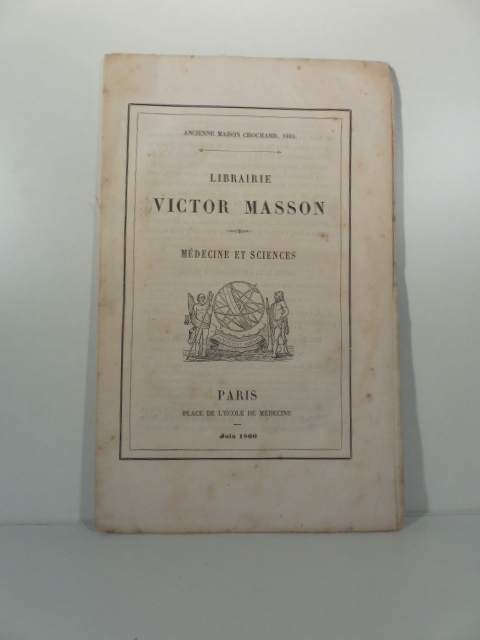 ANCIENNE MAISON CROCHARD, 1804.
LIBRAIRIE
VICTOR MASSON
MÉDECINE ET SCIENCES
PARIS
PLACE DE L'ÉCOLE DE MÉDECINE
Juin 1860